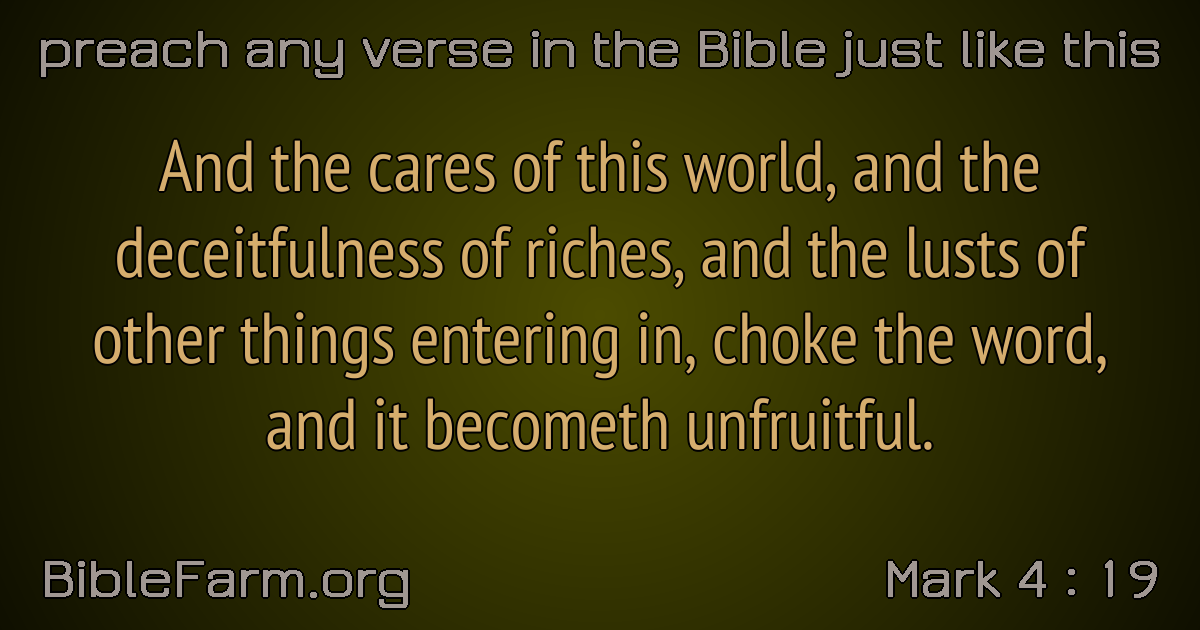 preach any verse in the Bible just like this
And the cares of this world, and the
deceitfulness of riches, and the lusts of
other things entering in, choke the word,
and it becometh unfruitful.
BibleFarm.org
Mark 4 : 19